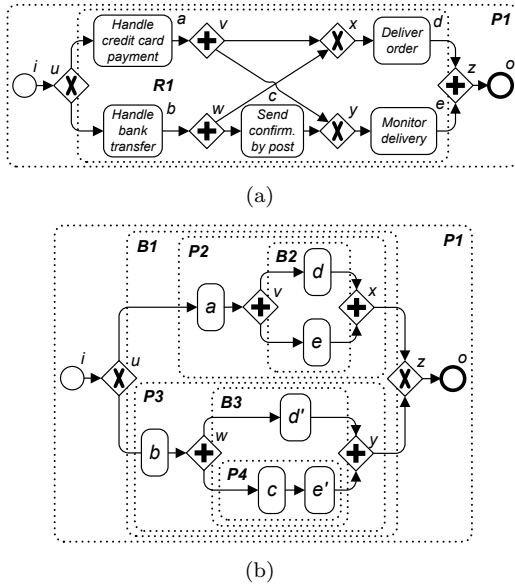 P1
i
u
Handle
credit card
payment
a
v
x
Deliver
order
d
z
o
R1
Handle
bank
transfer
b
w
c
Send
confirm.
by post
y
Monitor
delivery
e
(a)
P1
B1
P2
B2
i
u
a
v
d
e
x
z
o
P3
B3
b
w
d'
y
P4
c
e'
(b)